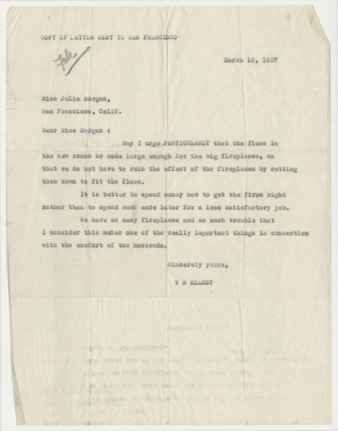 COPY OF LETTER SENT TO SAN FRANCISCO
File
March 19, 1927
Miss Julia Morgan,
San Francisco, Calif.
Dear Miss Morgan :
May I urge PARTICULARLY that the flues in
the new rooms be made large enough for the big fireplaces, so
that we do not have to ruin the effect of the fireplaces by cutting
them down to fit the flues.
It is better to spend money now to get the fires right
rather than to spend much more later for a less satisfactory job.
We have so many fireplaces and so much trouble that
I consider this mater one of the really important things in connection
with the comfort of the Hacienda.
Sincerely yours,
W R HEARST